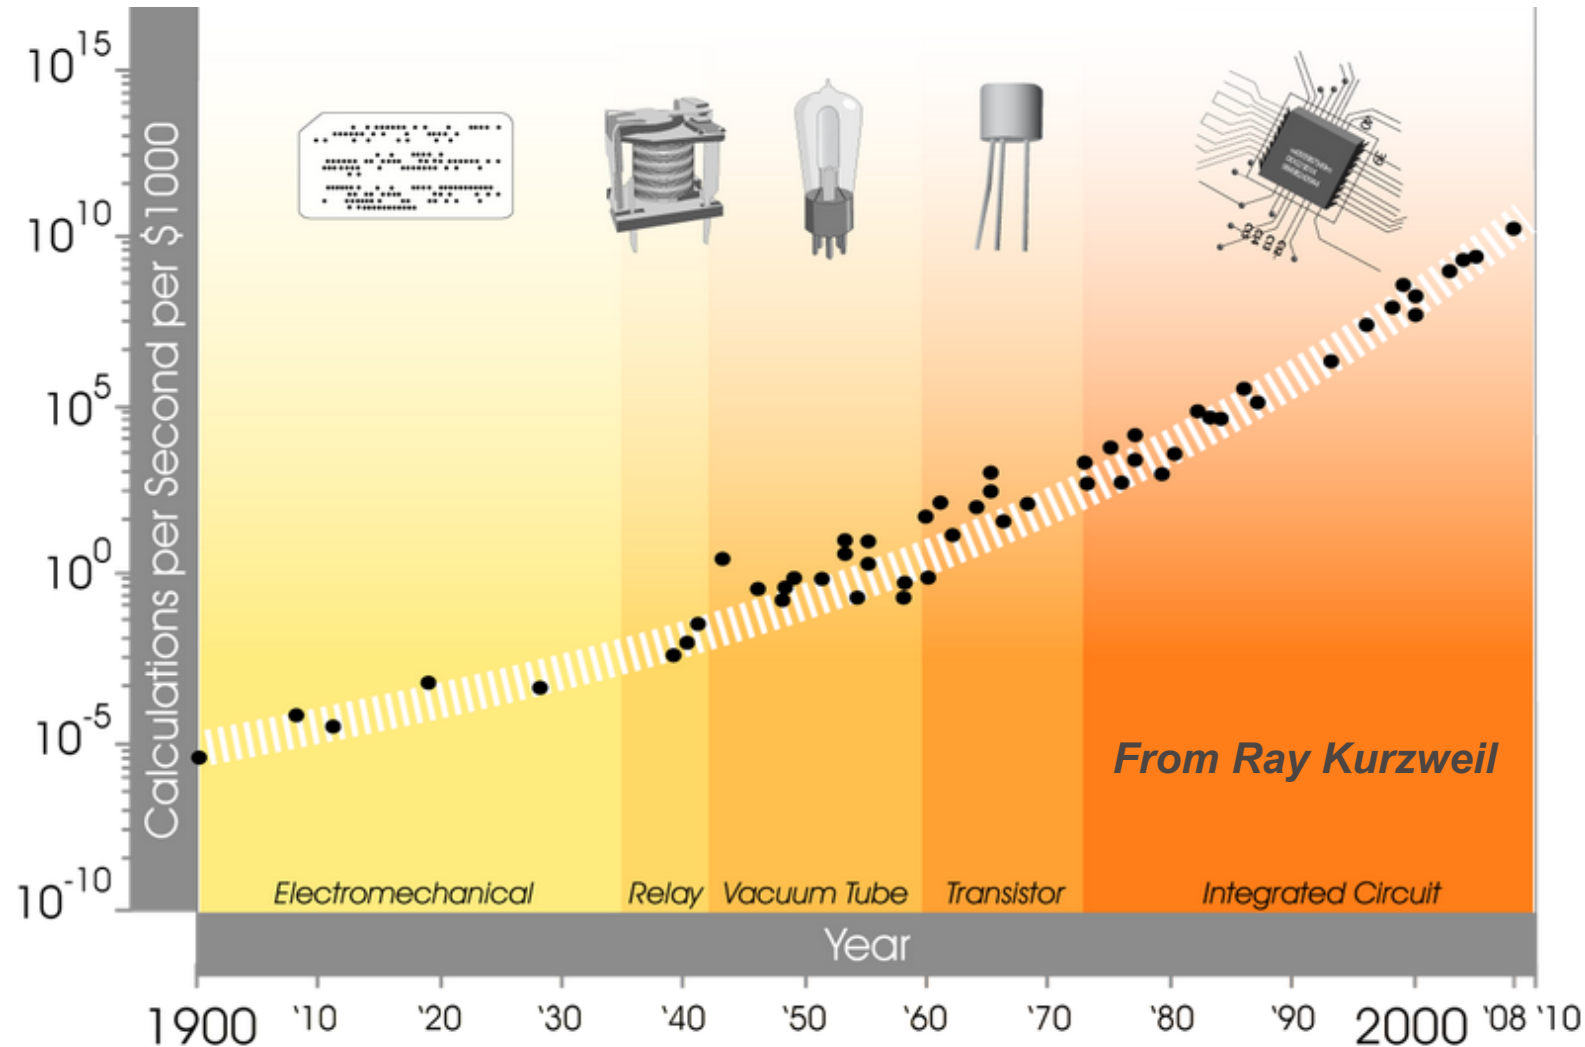 Calculations per Second per $1000
10^15
10^10
10^5
10^0
10^-5
10^-10
From Ray Kurzweil
Electromechanical
Relay
Vacuum Tube
Transistor
Integrated Circuit
Year
1900
'10
'20
'30
'40
'50
'60
'70
'80
'90
2000
'08
'10